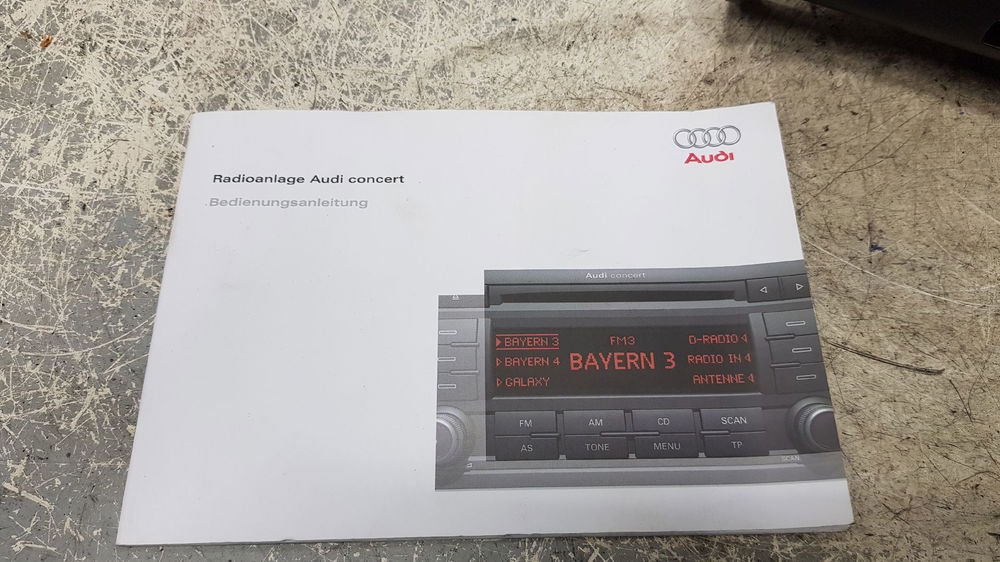 Audi
Radioanlage Audi concert
Bedienungsanleitung
Audi concert
BAYERN 3
FM3
D-RADIO
BAYERN 4
BAYERN 3
RADIO IN
GALAXY
ANTENNE
FM
AM
CD
SCAN
AS
TONE
MENU
TP
SCAN